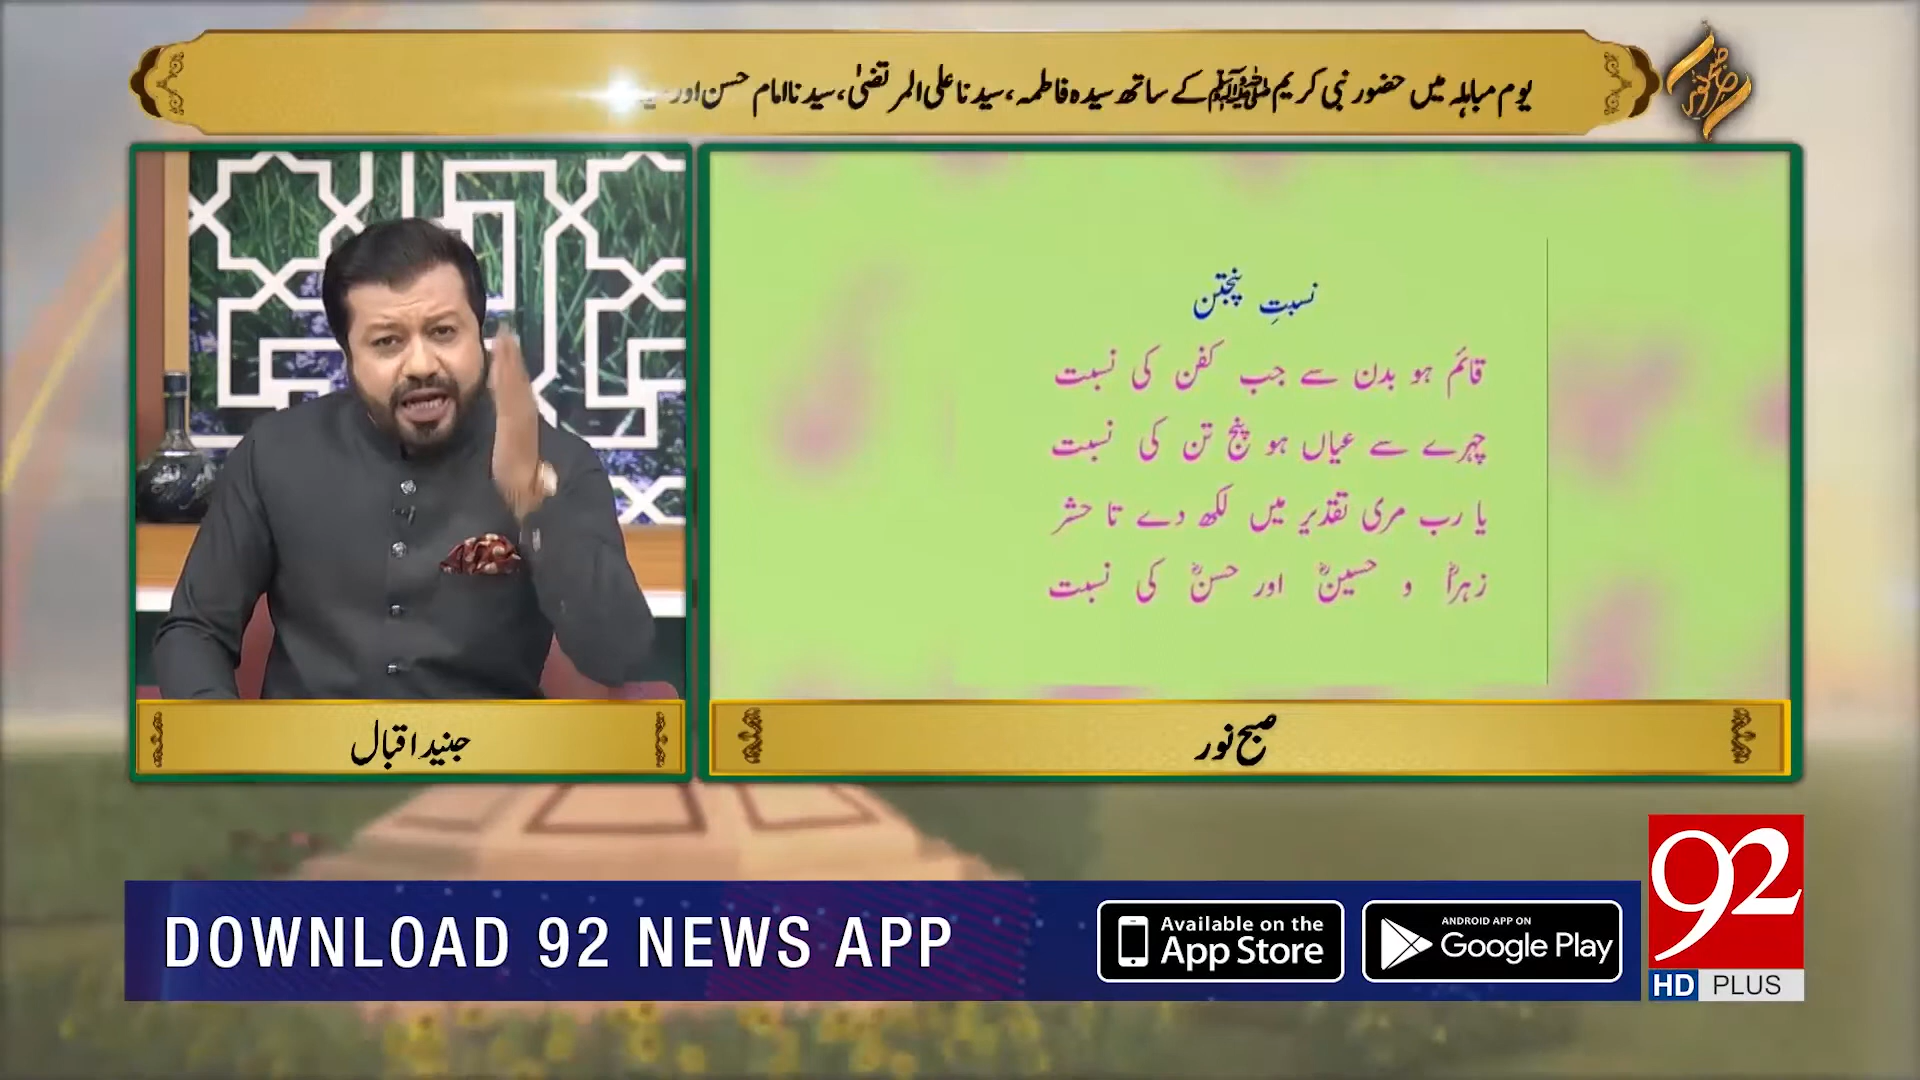 یوم مباہلہ میں حضور نبی کریم ﷺ کے ساتھ سیدہ فاطمہ، سیدنا علی المرتضیٰ، سیدنا امام حسن اور
نسبتِ پنجتن
قائم ہو بدن سے جب کفن کی نسبت
چہرے سے عیاں ہو پنج تن کی نسبت
یا رب مری تقدیر میں لکھ دے تا حشر
زہراؓ و حسینؓ اور حسنؓ کی نسبت
جنید اقبال
صبح نور
DOWNLOAD 92 NEWS APP
Available on the
App Store
ANDROID APP ON
Google Play
92
HD PLUS